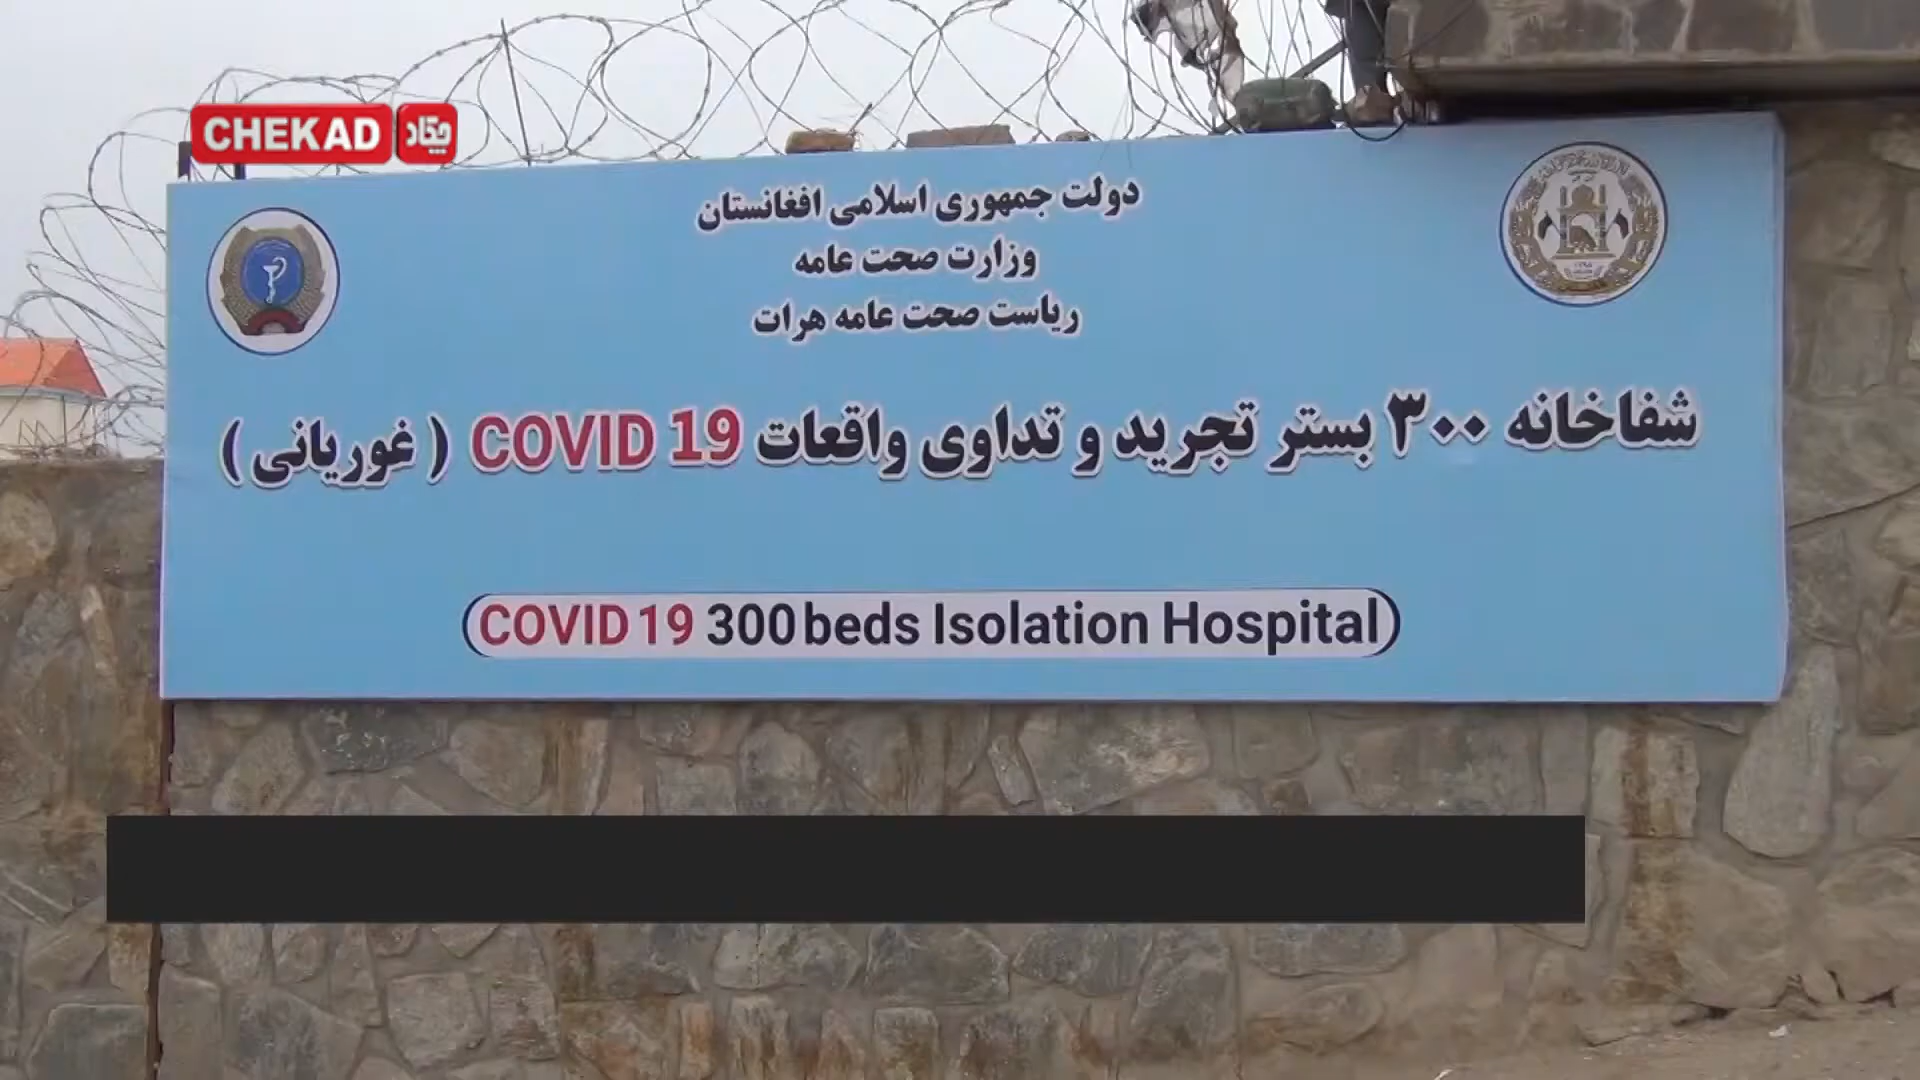 CHEKAD چکاد
دولت جمهوری اسلامی افغانستان
وزارت صحت عامه
ریاست صحت عامه هرات
شفاخانه ۳۰۰ بستر تجرید و تداوی واقعات COVID 19 ( غوریانی )
COVID 19 300 beds Isolation Hospital